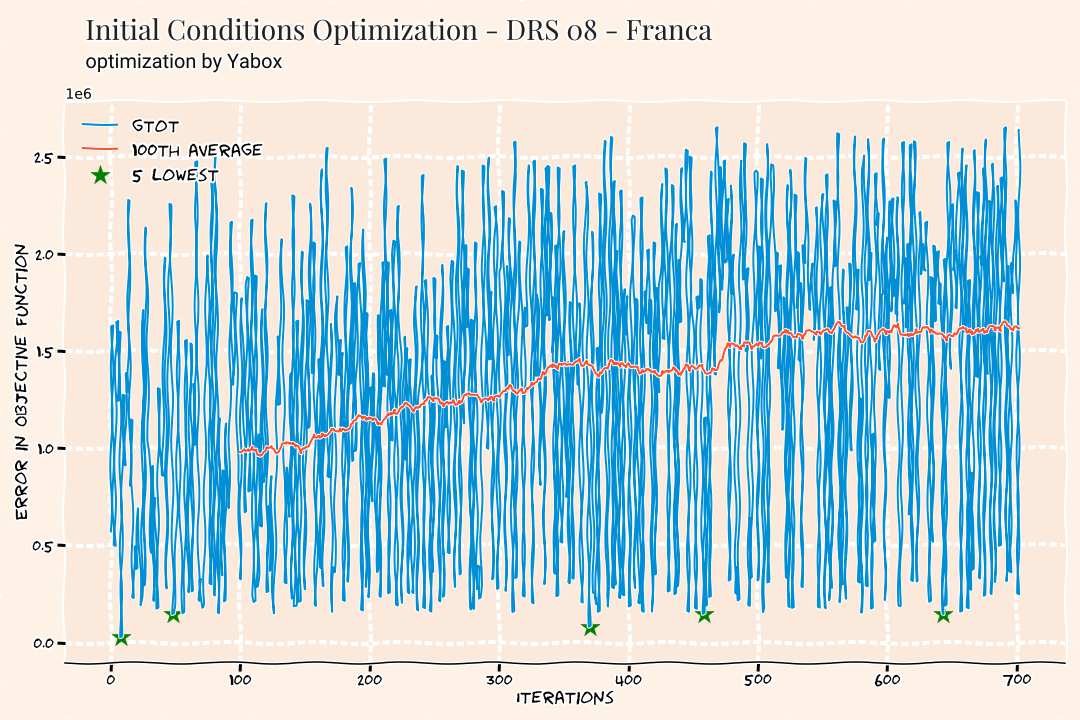 Initial Conditions Optimization - DRS 08 - Franca
optimization by Yabox
1e6
GTOT
100TH AVERAGE
5 LOWEST
2.5
2.0
1.5
1.0
0.5
0.0
ERROR IN OBJECTIVE FUNCTION
0 100 200 300 400 500 600 700
ITERATIONS